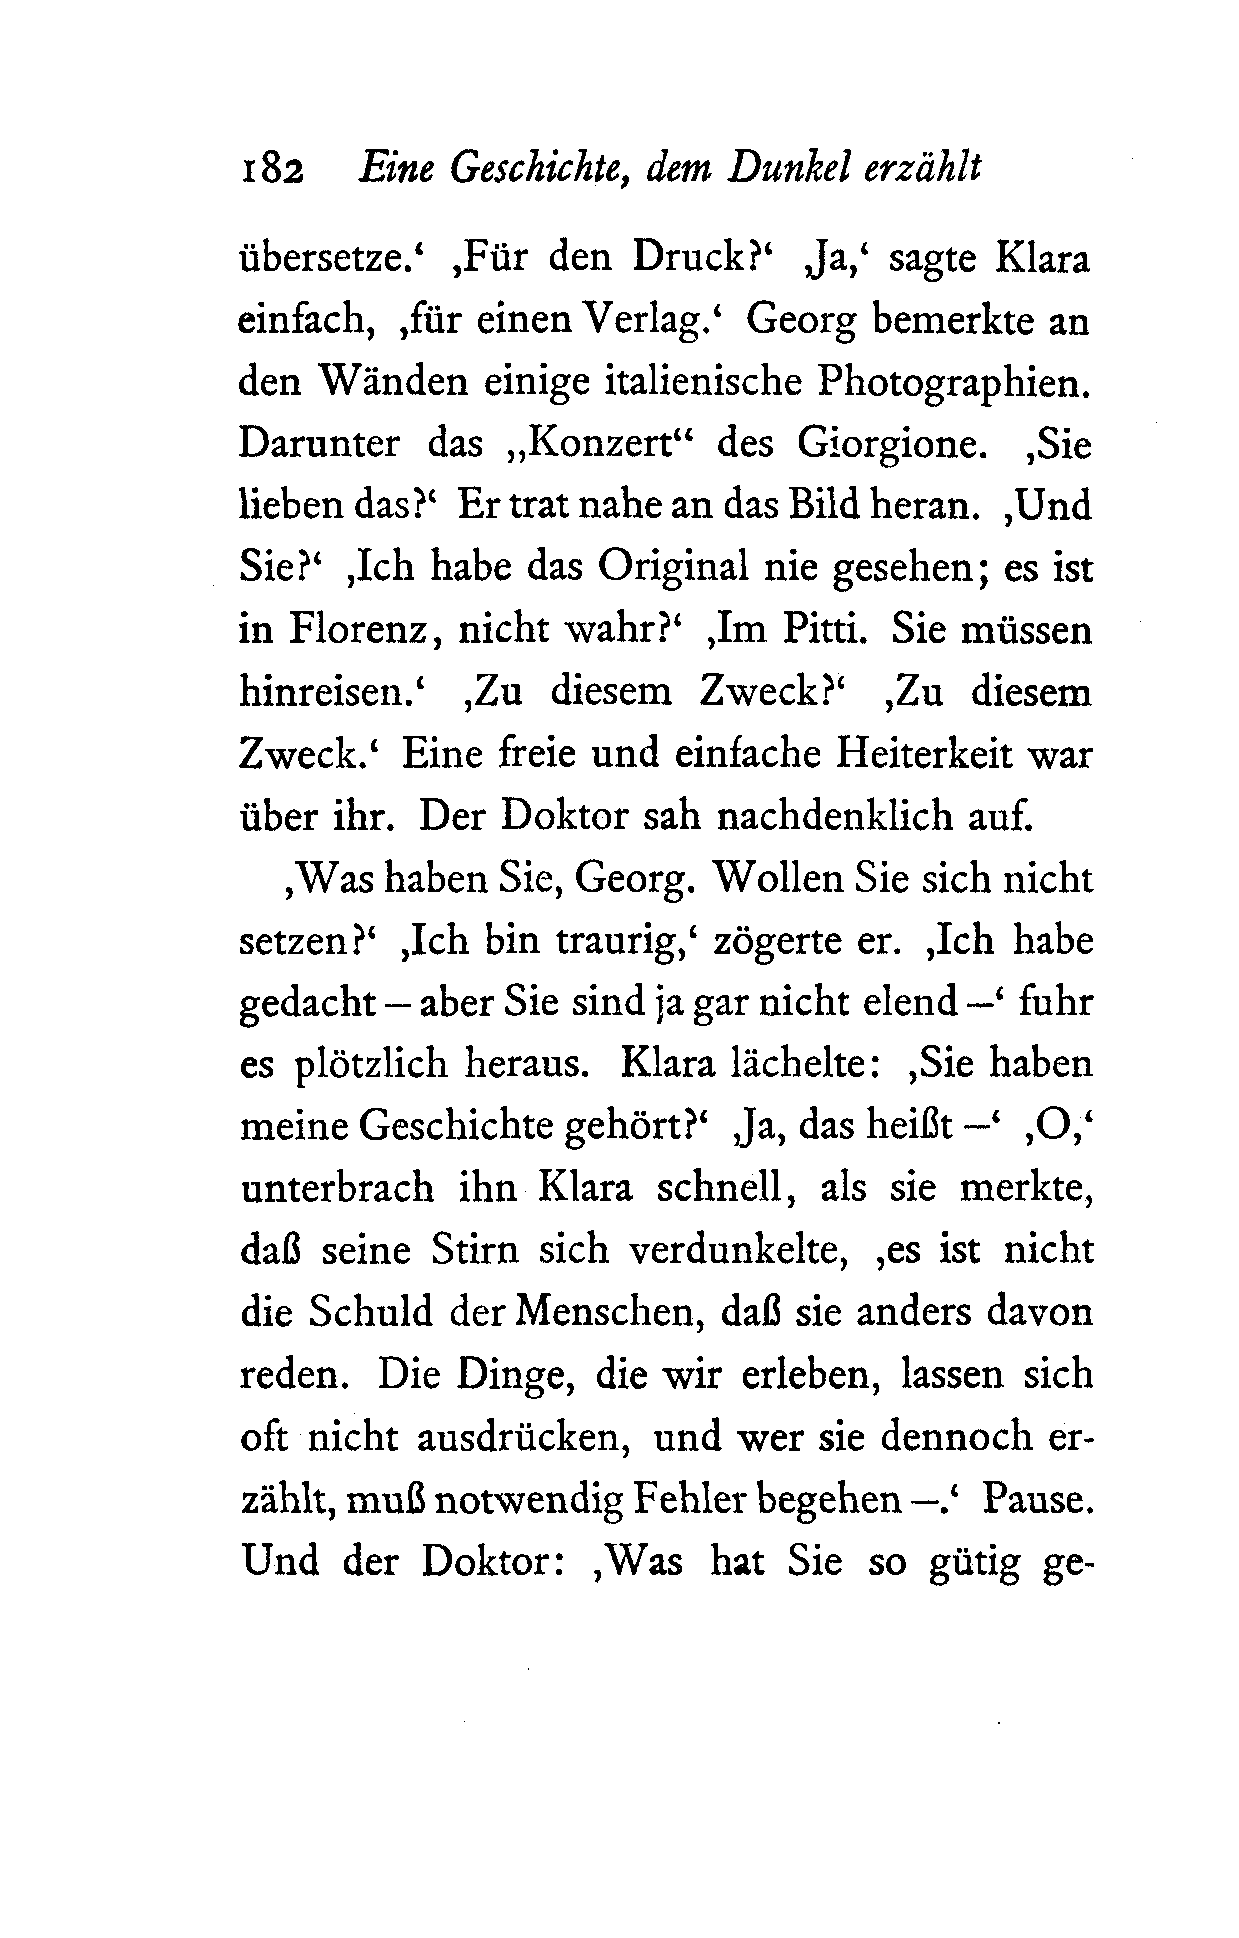 182 Eine Geschichte, dem Dunkel erzählt
übersetze.‘ ‚Für den Druck?‘ ‚Ja,‘ sagte Klara
einfach, ‚für einen Verlag.‘ Georg bemerkte an
den Wänden einige italienische Photographien.
Darunter das „Konzert“ des Giorgione. ‚Sie
lieben das?‘ Er trat nahe an das Bild heran. ‚Und
Sie?‘ ‚Ich habe das Original nie gesehen; es ist
in Florenz, nicht wahr?‘ ‚Im Pitti. Sie müssen
hinreisen.‘ ‚Zu diesem Zweck?‘ ‚Zu diesem
Zweck.‘ Eine freie und einfache Heiterkeit war
über ihr. Der Doktor sah nachdenklich auf.
‚Was haben Sie, Georg. Wollen Sie sich nicht
setzen?‘ ‚Ich bin traurig,‘ zögerte er. ‚Ich habe
gedacht – aber Sie sind ja gar nicht elend –‘ fuhr
es plötzlich heraus. Klara lächelte: ‚Sie haben
meine Geschichte gehört?‘ ‚Ja, das heißt –‘ ‚O,‘
unterbrach ihn Klara schnell, als sie merkte,
daß seine Stirn sich verdunkelte, ‚es ist nicht
die Schuld der Menschen, daß sie anders davon
reden. Die Dinge, die wir erleben, lassen sich
oft nicht ausdrücken, und wer sie dennoch er-
zählt, muß notwendig Fehler begehen –.‘ Pause.
Und der Doktor: ‚Was hat Sie so gütig ge-